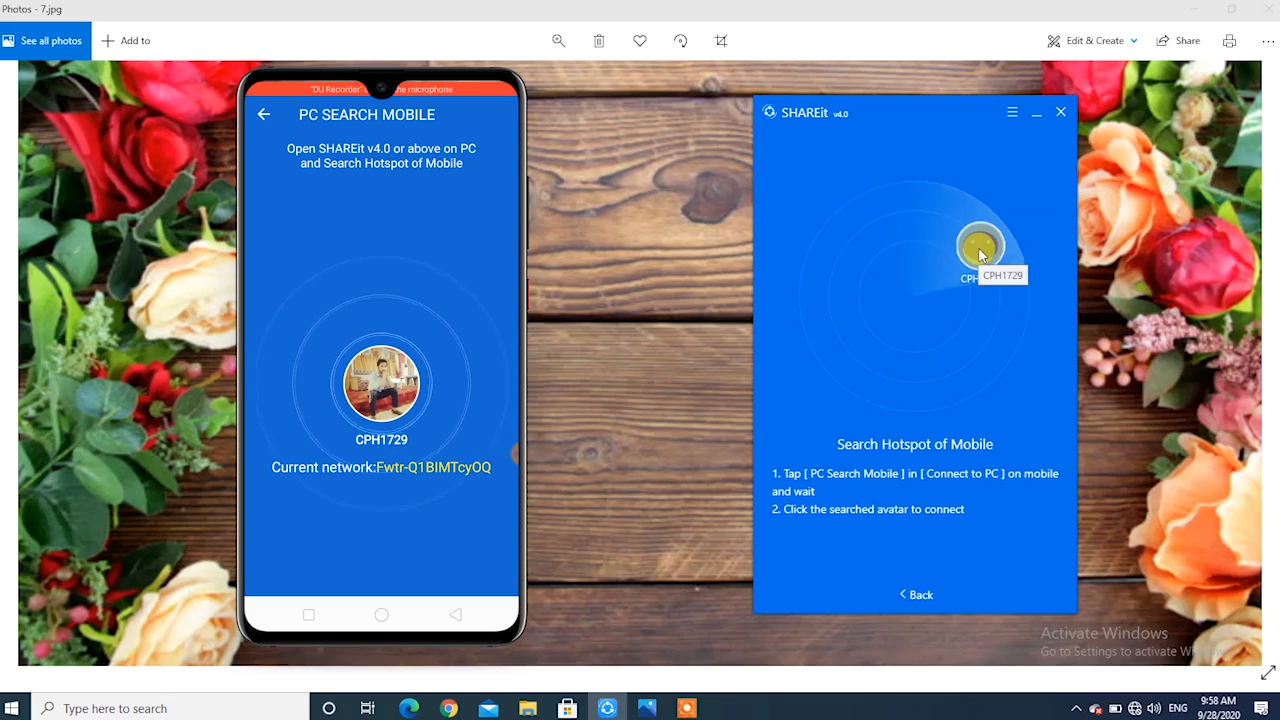 Photos - 7.jpg
See all photos
Add to
Edit & Create
Share
"DU Recorder"
the microphone
PC SEARCH MOBILE
Open SHAREit v4.0 or above on PC
and Search Hotspot of Mobile
CPH1729
Current network:Fwtr-Q1BIMTcyOQ
SHAREit v4.0
CPH
CPH1729
Search Hotspot of Mobile
1. Tap [ PC Search Mobile ] in [ Connect to PC ] on mobile
and wait
2. Click the searched avatar to connect
Back
Activate Windows
Go to Settings to activate
Type here to search
ENG
9:58 AM
9/28/2020